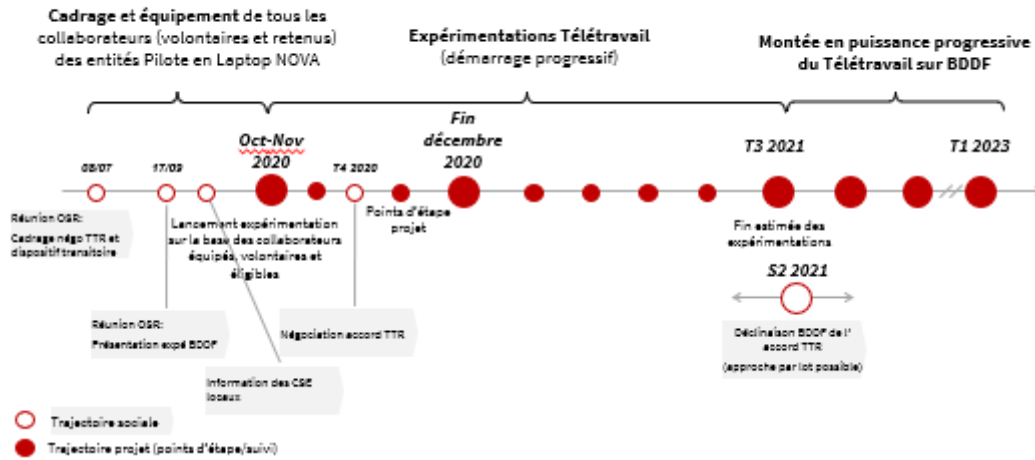 Cadrage et équipement de tous les
collaborateurs (volontaires et retenus)
des entités Pilote en Laptop NOVA
Expérimentations Télétravail
(démarrage progressif)
Montée en puissance progressive
du Télétravail sur BDDF
08/07
17/09
Oct-Nov
2020
T4 2020
Fin
décembre
2020
T3 2021
T1 2023
Réunion OSR:
Cadrage négo TTR et
dispositif transitoire
Lancement expérimentation
sur la base des collaborateurs
équipés, volontaires et
éligibles
Points d'étape
projet
Fin estimée des
expérimentations
S2 2021
Réunion OSR:
Présentation expé BDDF
Négociation accord TTR
Information des CSE
locaux
Déclinaison BDDF de l'
accord TTR
(approche par lot possible)
Trajectoire sociale
Trajectoire projet (points d'étape/suivi)